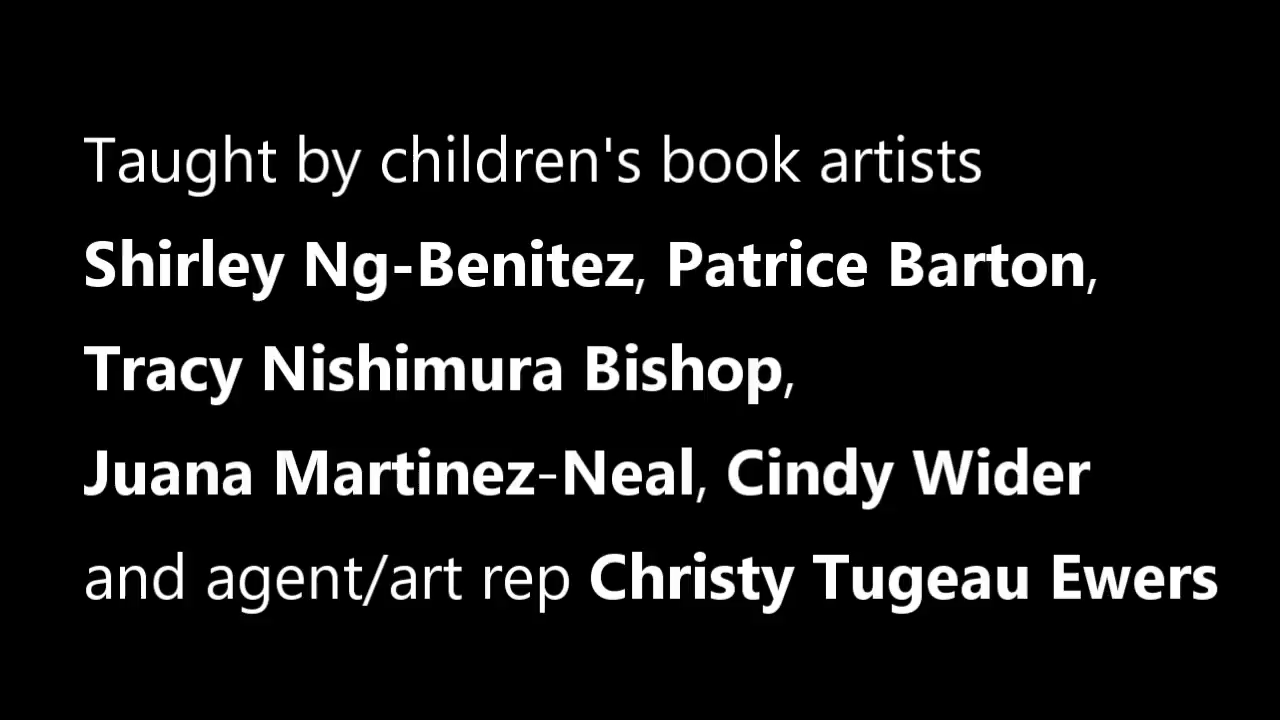 Taught by children's book artists
Shirley Ng-Benitez, Patrice Barton,
Tracy Nishimura Bishop,
Juana Martinez-Neal, Cindy Wider
and agent/art rep Christy Tugeau Ewers